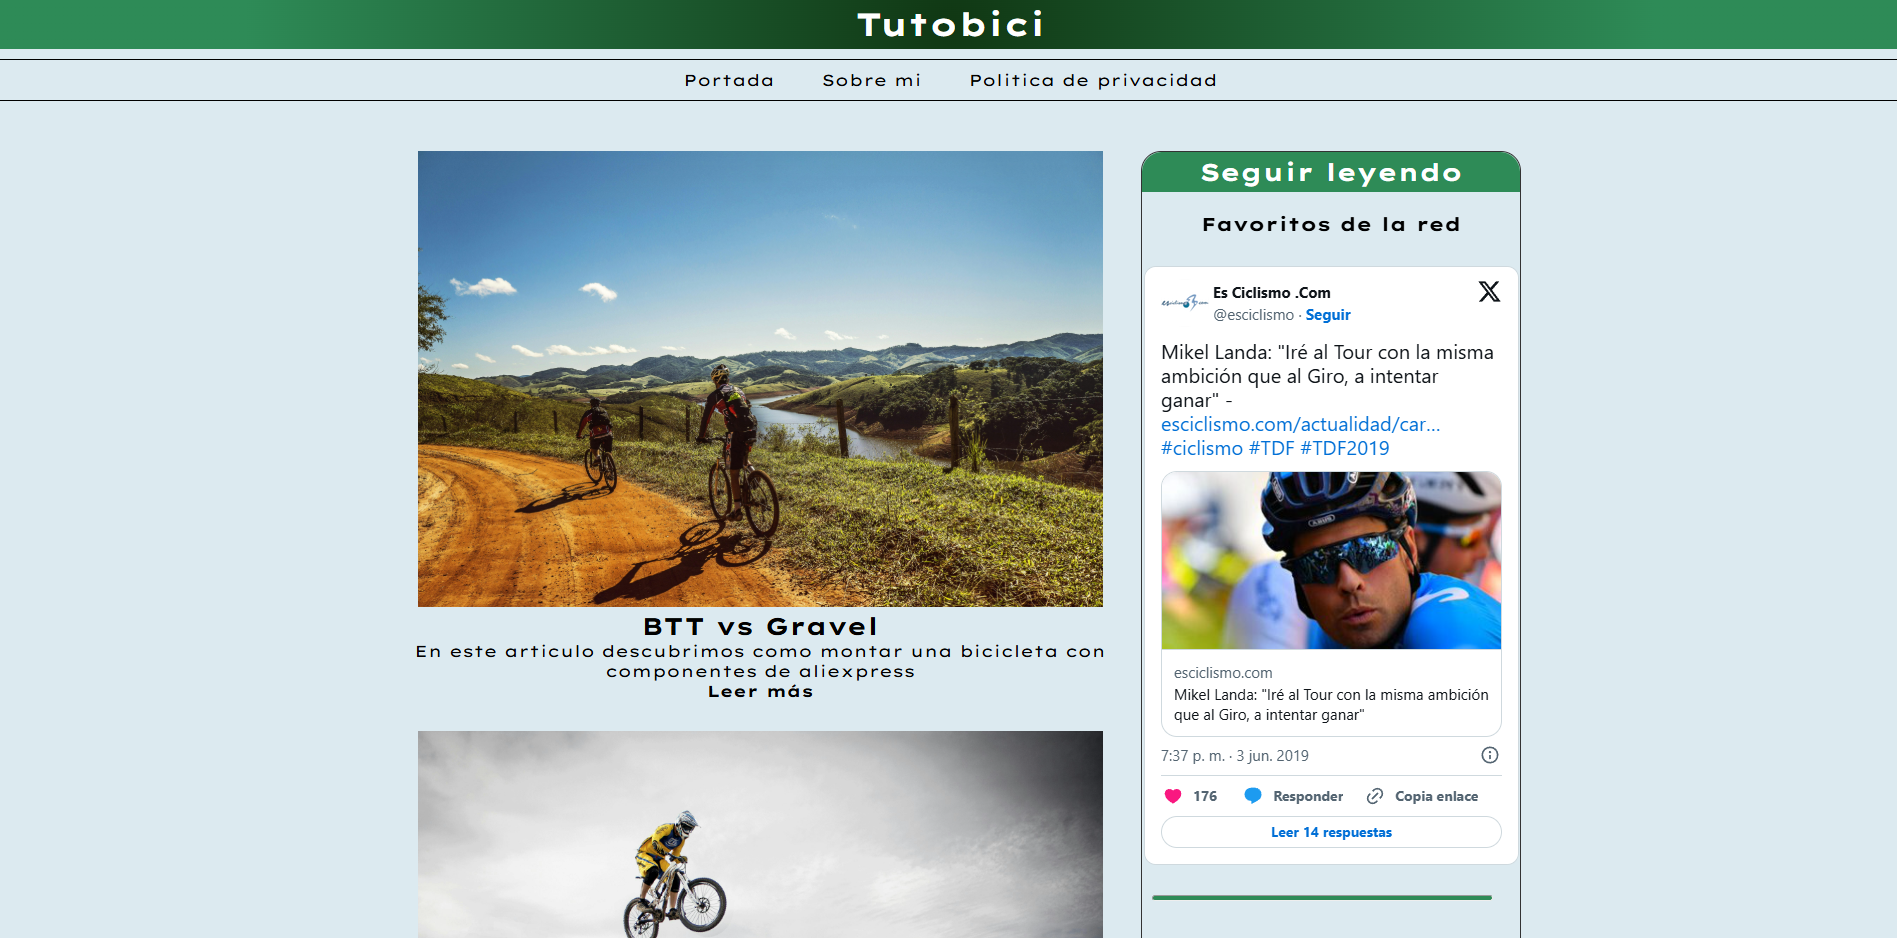 Tutobici
Portada
Sobre mi
Politica de privacidad
BTT vs Gravel
En este articulo descubrimos como montar una bicicleta con
componentes de aliexpress
Leer más
Seguir leyendo
Favoritos de la red
Es Ciclismo .Com
@esciclismo · Seguir
Mikel Landa: "Iré al Tour con la misma
ambición que al Giro, a intentar
ganar" -
esciclismo.com/actualidad/car…
#ciclismo #TDF #TDF2019
ABUS
esciclismo.com
Mikel Landa: "Iré al Tour con la misma ambición
que al Giro, a intentar ganar"
7:37 p. m. · 3 jun. 2019
176
Responder
Copia enlace
Leer 14 respuestas